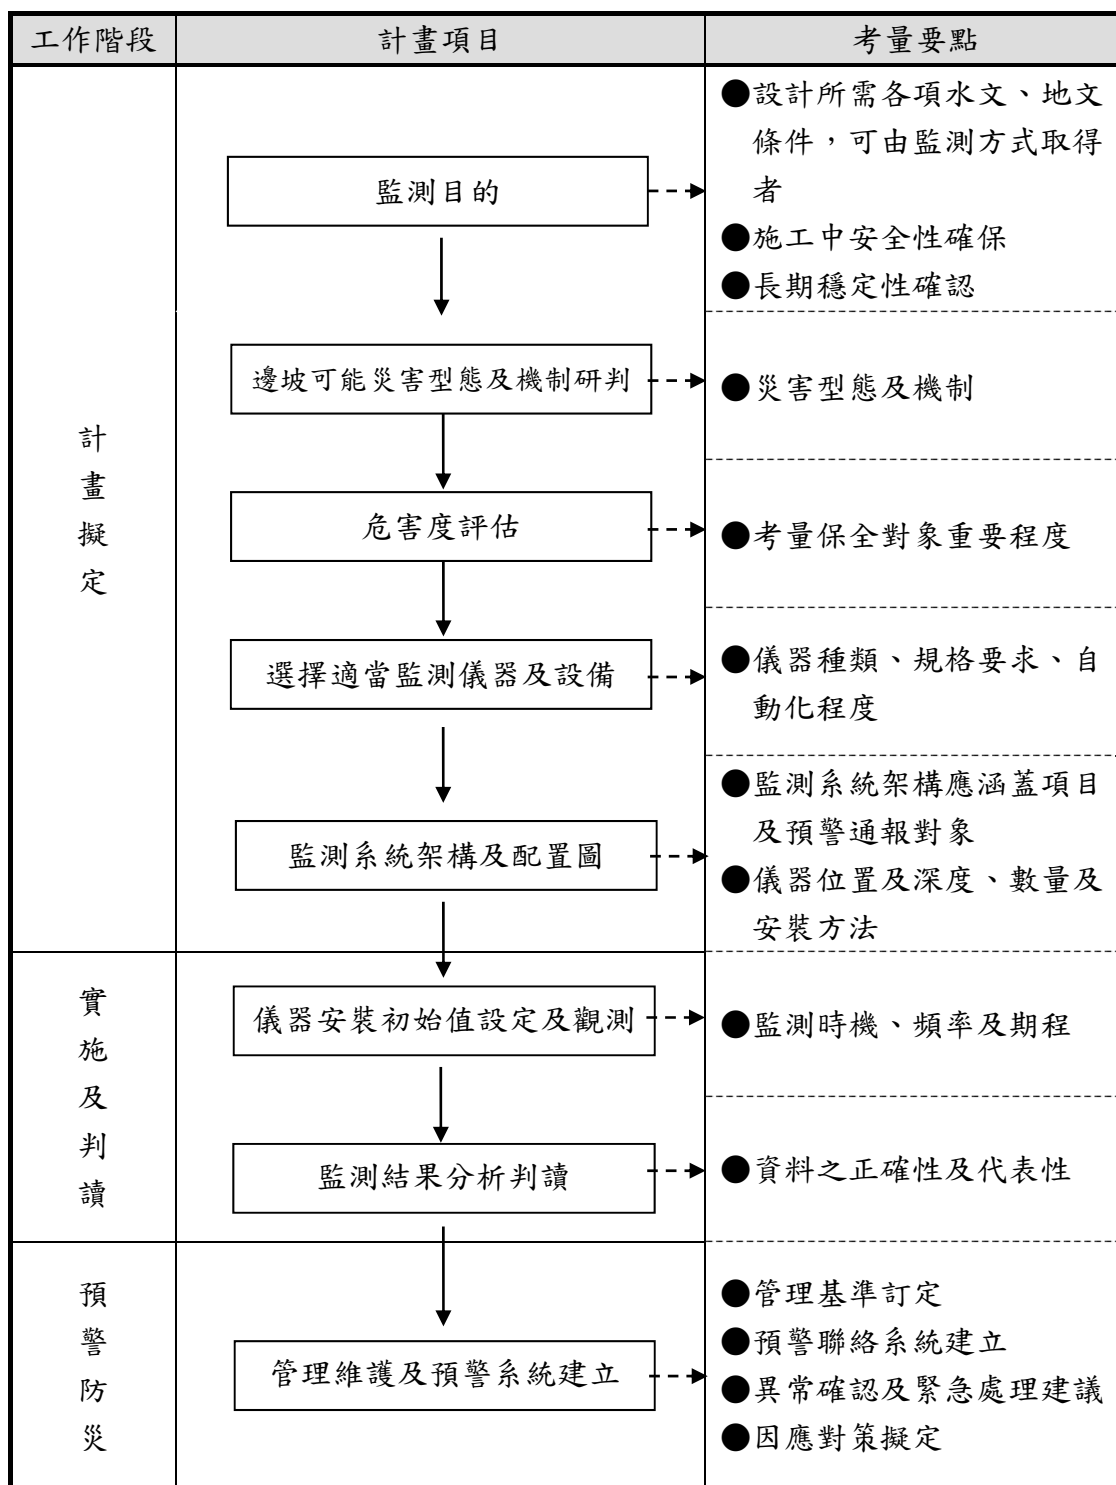 工作階段
計畫項目
考量要點
計畫擬定
監測目的
●設計所需各項水文、地文
條件，可由監測方式取得
者
●施工中安全性確保
●長期穩定性確認
邊坡可能災害型態及機制研判
●災害型態及機制
危害度評估
●考量保全對象重要程度
選擇適當監測儀器及設備
●儀器種類、規格要求、自
動化程度
監測系統架構及配置圖
●監測系統架構應涵蓋項目
及預警通報對象
●儀器位置及深度、數量及
安裝方法
實施及判讀
儀器安裝初始值設定及觀測
●監測時機、頻率及期程
監測結果分析判讀
●資料之正確性及代表性
預警防災
管理維護及預警系統建立
●管理基準訂定
●預警聯絡系統建立
●異常確認及緊急處理建議
●因應對策擬定